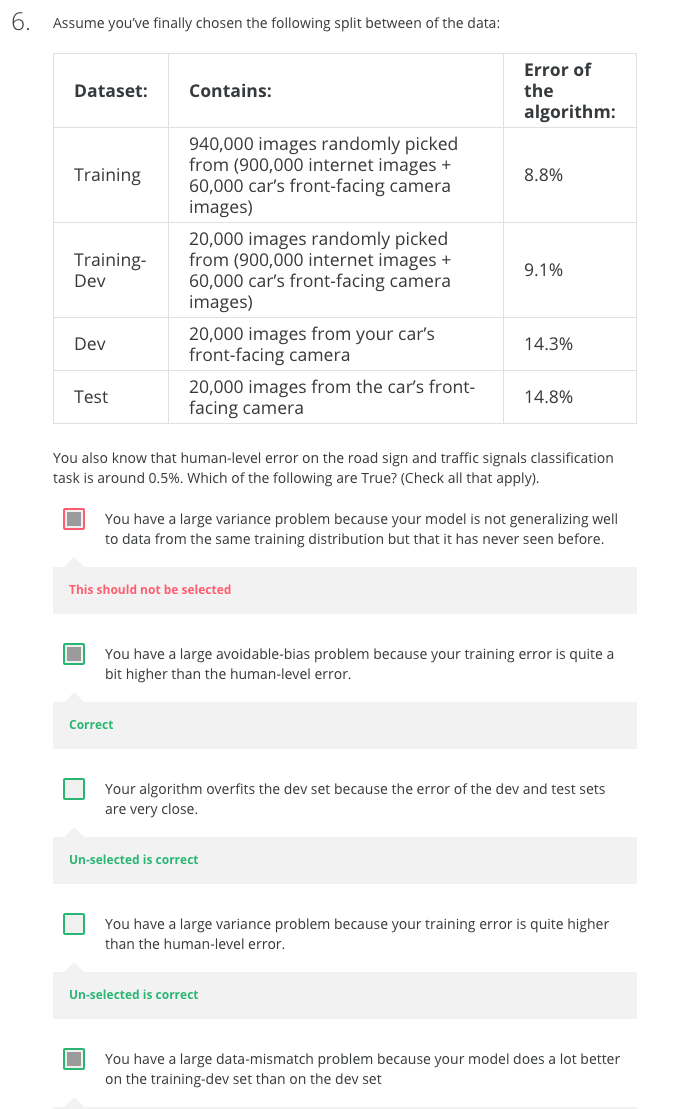 6. Assume you've finally chosen the following split between of the data:
Dataset: Contains: Error of
the
algorithm:
Training 940,000 images randomly picked
from (900,000 internet images +
60,000 car's front-facing camera
images) 8.8%
Training-
Dev 20,000 images randomly picked
from (900,000 internet images +
60,000 car's front-facing camera
images) 9.1%
Dev 20,000 images from your car's
front-facing camera 14.3%
Test 20,000 images from the car's front-
facing camera 14.8%
You also know that human-level error on the road sign and traffic signals classification
task is around 0.5%. Which of the following are True? (Check all that apply).
You have a large variance problem because your model is not generalizing well
to data from the same training distribution but that it has never seen before.
This should not be selected
You have a large avoidable-bias problem because your training error is quite a
bit higher than the human-level error.
Correct
Your algorithm overfits the dev set because the error of the dev and test sets
are very close.
Un-selected is correct
You have a large variance problem because your training error is quite higher
than the human-level error.
Un-selected is correct
You have a large data-mismatch problem because your model does a lot better
on the training-dev set than on the dev set